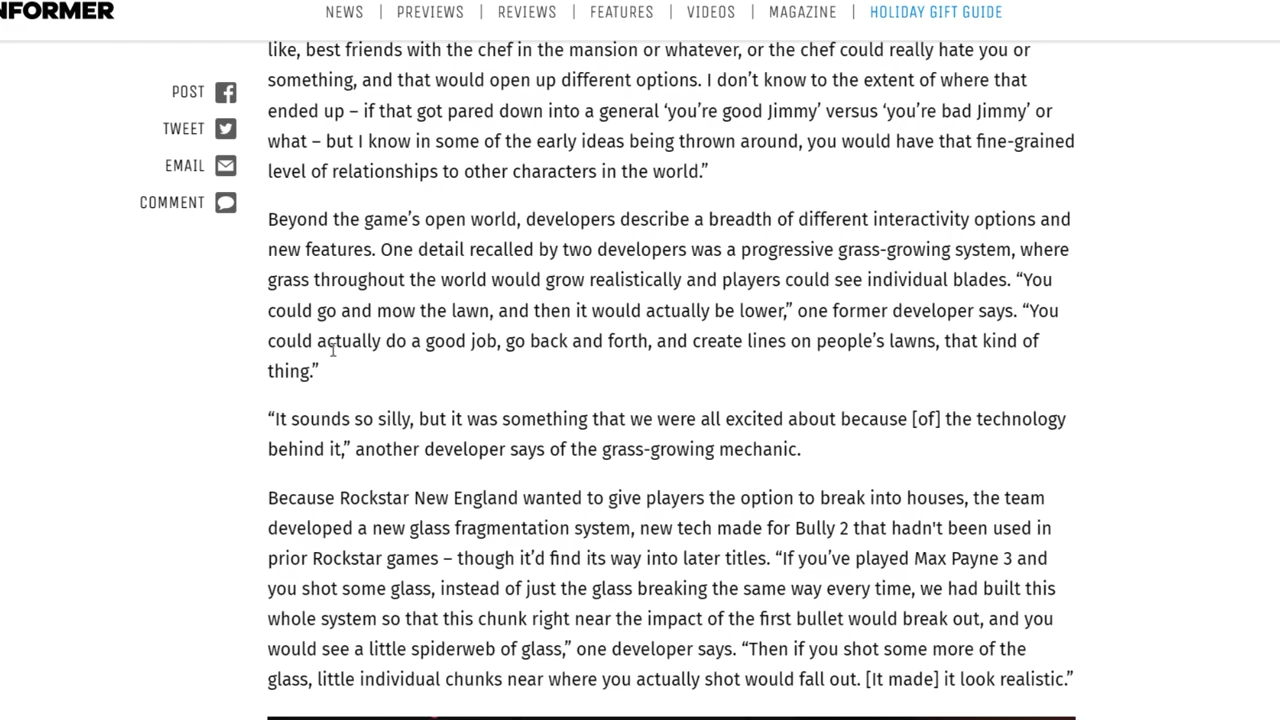 NFORMER
NEWS | PREVIEWS | REVIEWS | FEATURES | VIDEOS | MAGAZINE | HOLIDAY GIFT GUIDE
POST
TWEET
EMAIL
COMMENT
like, best friends with the chef in the mansion or whatever, or the chef could really hate you or
something, and that would open up different options. I don’t know to the extent of where that
ended up – if that got pared down into a general ‘you’re good Jimmy’ versus ‘you’re bad Jimmy’ or
what – but I know in some of the early ideas being thrown around, you would have that fine-grained
level of relationships to other characters in the world.”
Beyond the game’s open world, developers describe a breadth of different interactivity options and
new features. One detail recalled by two developers was a progressive grass-growing system, where
grass throughout the world would grow realistically and players could see individual blades. “You
could go and mow the lawn, and then it would actually be lower,” one former developer says. “You
could actually do a good job, go back and forth, and create lines on people’s lawns, that kind of
thing.”
“It sounds so silly, but it was something that we were all excited about because [of] the technology
behind it,” another developer says of the grass-growing mechanic.
Because Rockstar New England wanted to give players the option to break into houses, the team
developed a new glass fragmentation system, new tech made for Bully 2 that hadn't been used in
prior Rockstar games – though it’d find its way into later titles. “If you’ve played Max Payne 3 and
you shot some glass, instead of just the glass breaking the same way every time, we had built this
whole system so that this chunk right near the impact of the first bullet would break out, and you
would see a little spiderweb of glass,” one developer says. “Then if you shot some more of the
glass, little individual chunks near where you actually shot would fall out. [It made] it look realistic.”